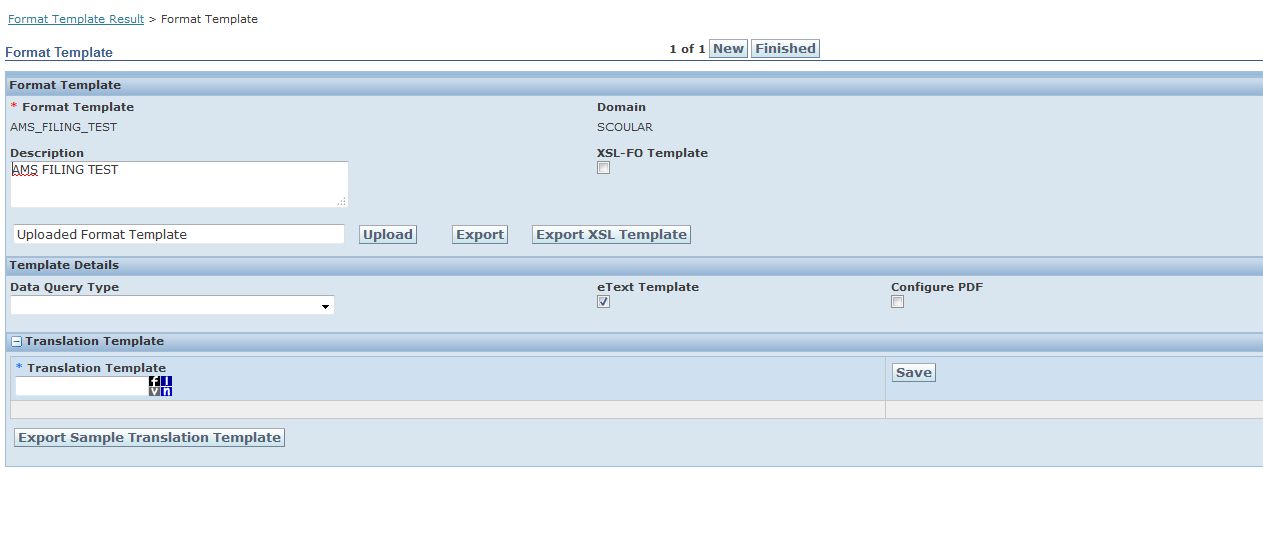 Format Template Result > Format Template
Format Template
1 of 1 New Finished
Format Template
* Format Template
Domain
AMS_FILING_TEST
SCOULAR
Description
XSL-FO Template
AMS FILING TEST
Uploaded Format Template
Upload
Export
Export XSL Template
Template Details
Data Query Type
eText Template
Configure PDF
Translation Template
* Translation Template
Save
Export Sample Translation Template